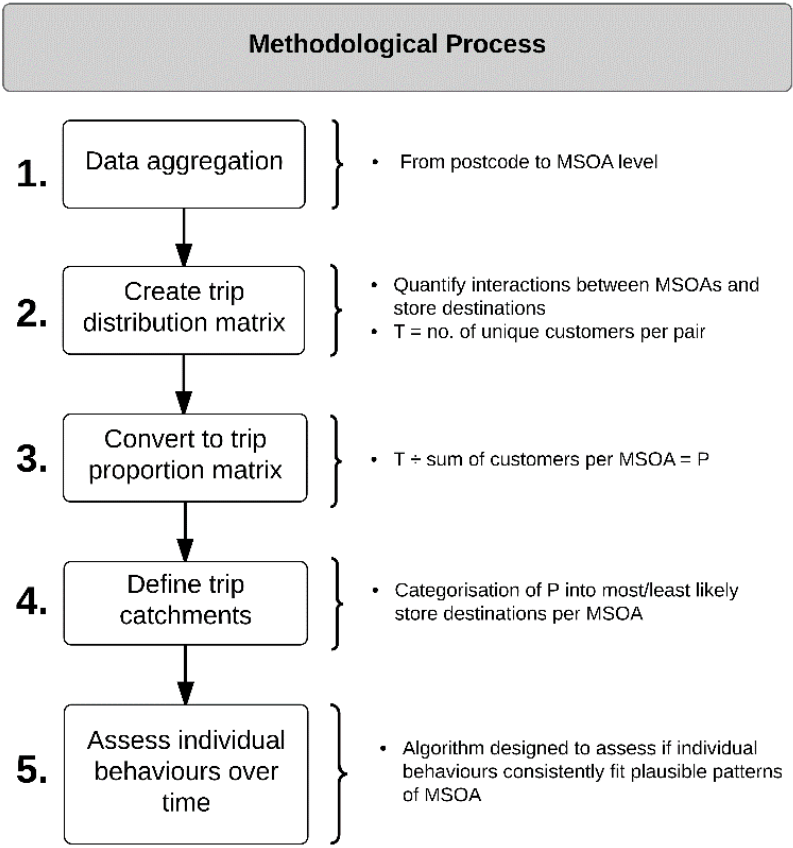 Methodological Process
1.
Data aggregation
• From postcode to MSOA level
2.
Create trip
distribution matrix
• Quantify interactions between MSOAs and
store destinations
• T = no. of unique customers per pair
3.
Convert to trip
proportion matrix
• T ÷ sum of customers per MSOA = P
4.
Define trip
catchments
• Categorisation of P into most/least likely
store destinations per MSOA
5.
Assess individual
behaviours over
time
• Algorithm designed to assess if individual
behaviours consistently fit plausible patterns
of MSOA